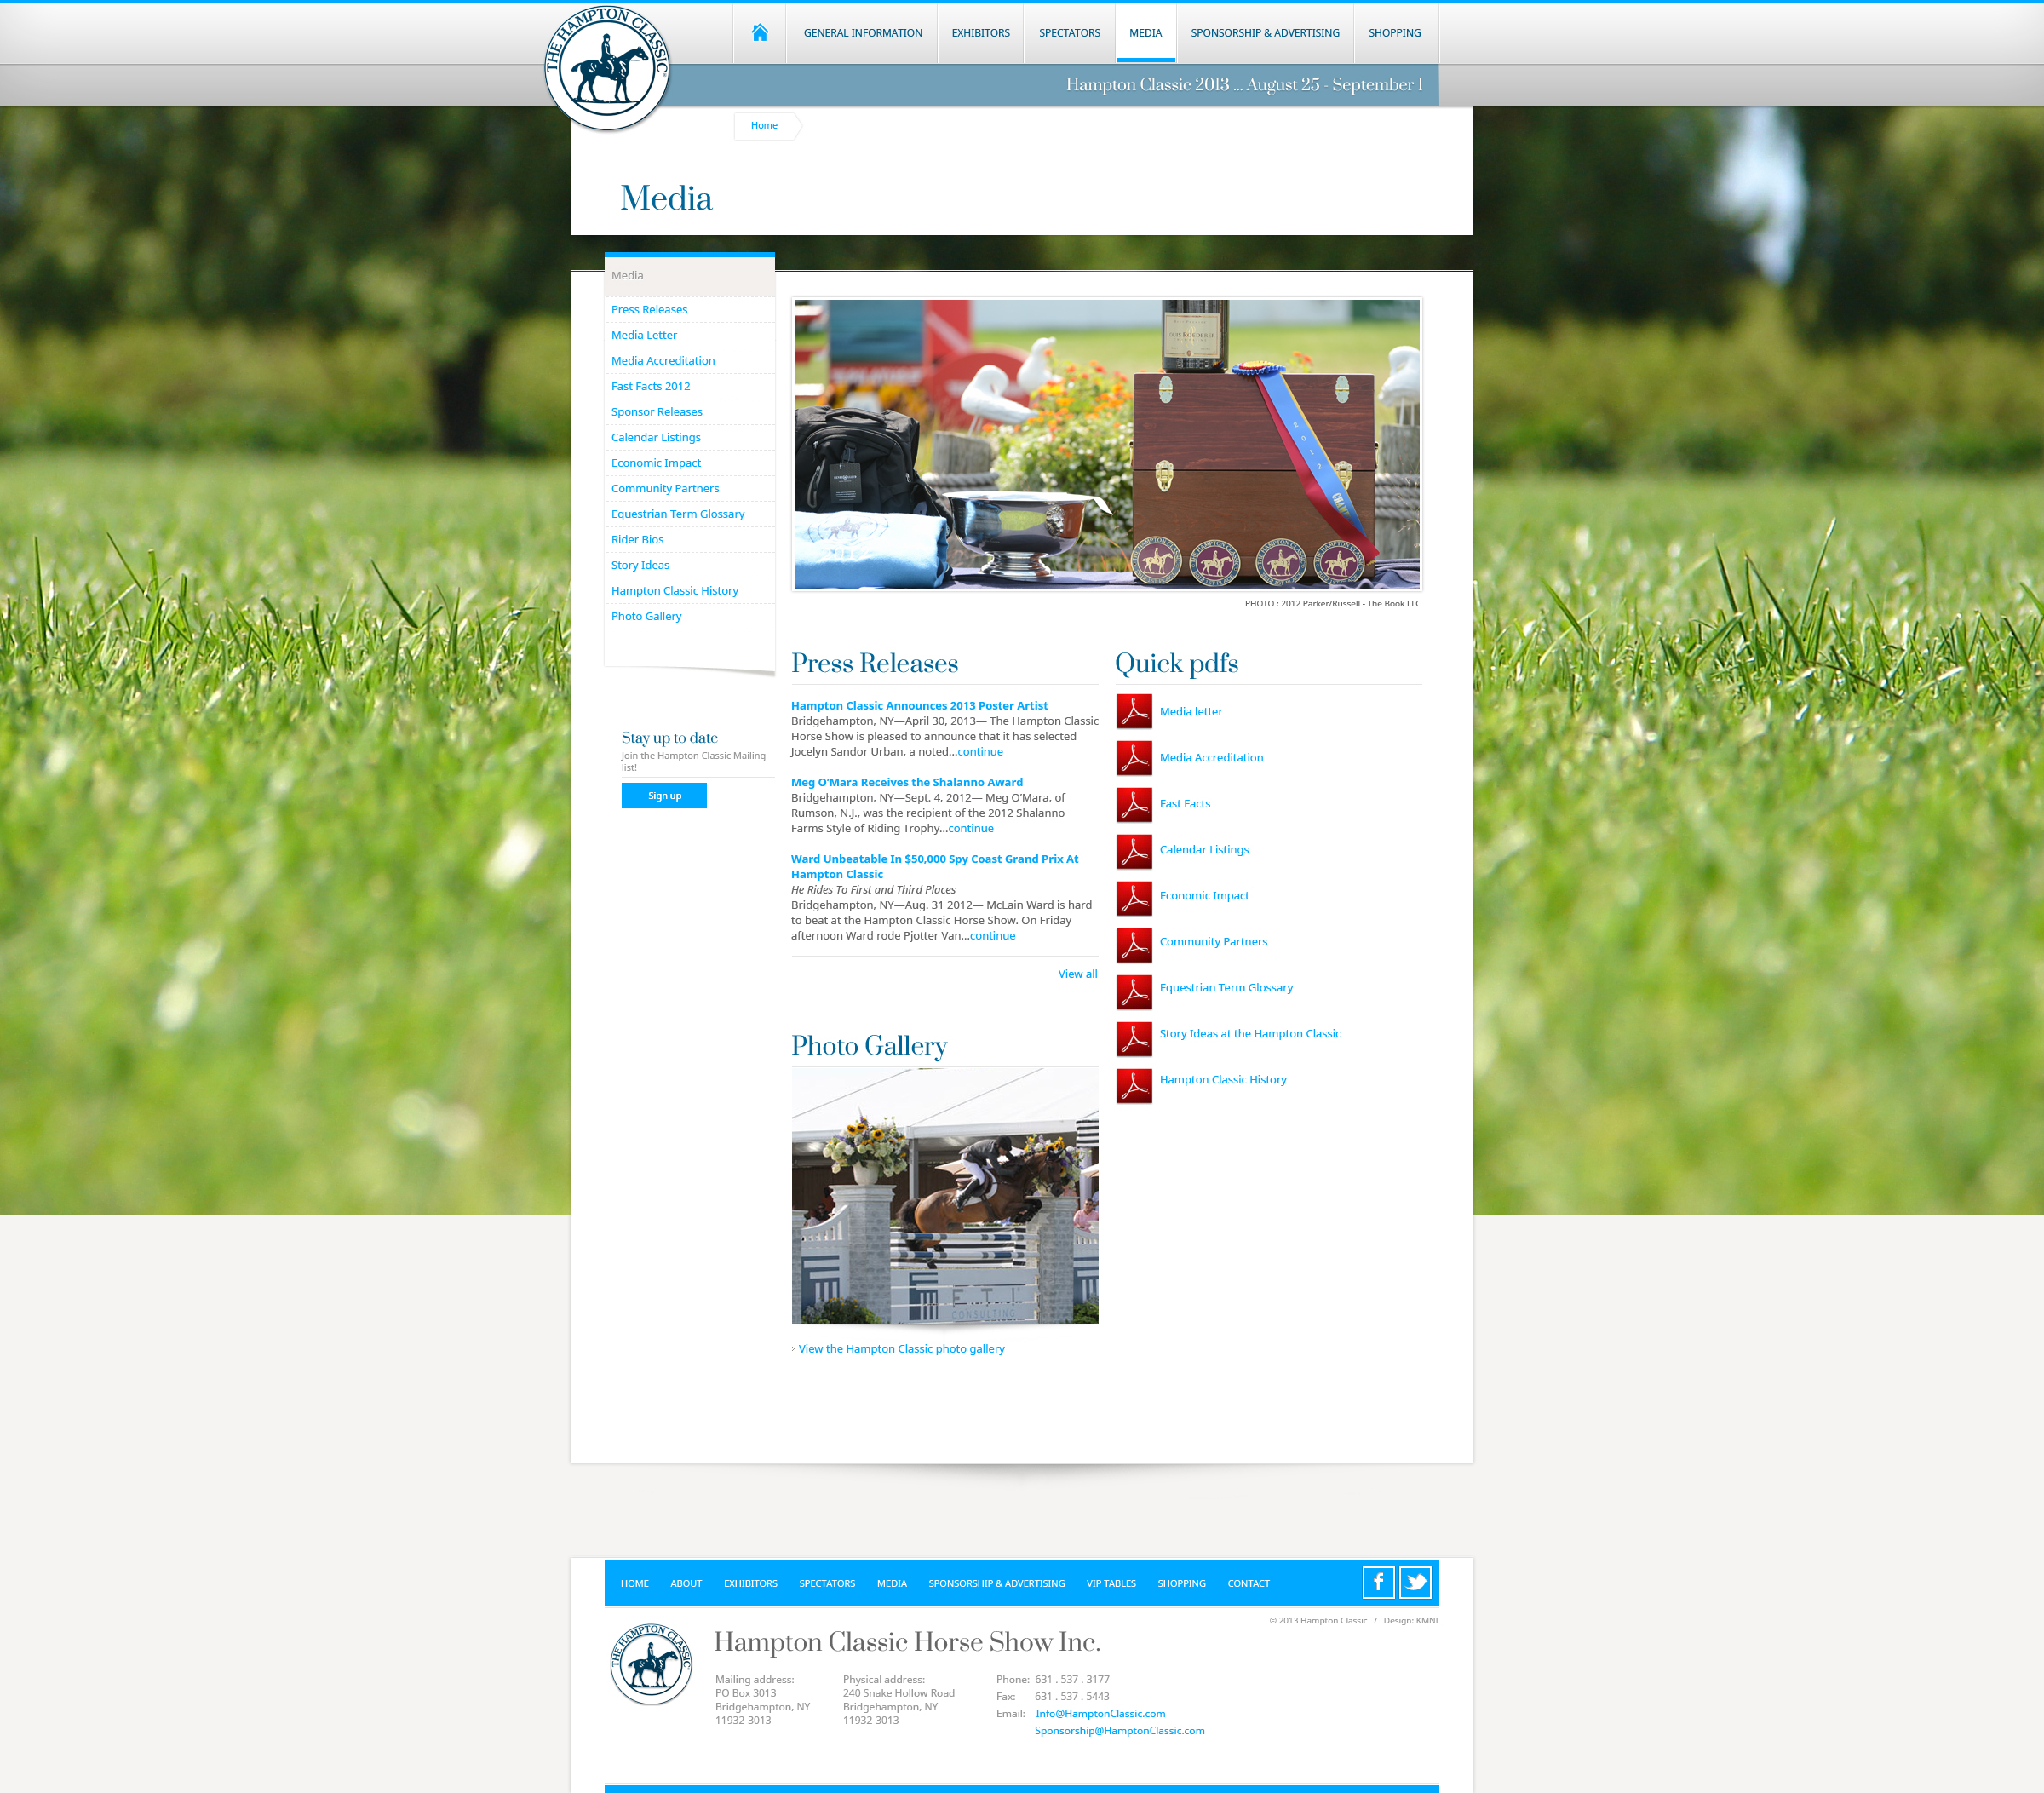 THE HAMPTON CLASSIC
GENERAL INFORMATION
EXHIBITORS
SPECTATORS
MEDIA
SPONSORSHIP & ADVERTISING
SHOPPING
Hampton Classic 2013 ... August 25 - September 1
Home
Media
Media
Press Releases
Media Letter
Media Accreditation
Fast Facts 2012
Sponsor Releases
Calendar Listings
Economic Impact
Community Partners
Equestrian Term Glossary
Rider Bios
Story Ideas
Hampton Classic History
Photo Gallery
Stay up to date
Join the Hampton Classic Mailing
list!
Sign up
ROEDERER
2012
PHOTO : 2012 Parker/Russell - The Book LLC
Press Releases
Hampton Classic Announces 2013 Poster Artist
Bridgehampton, NY—April 30, 2013— The Hampton Classic
Horse Show is pleased to announce that it has selected
Jocelyn Sandor Urban, a noted...continue
Meg O'Mara Receives the Shalanno Award
Bridgehampton, NY—Sept. 4, 2012— Meg O'Mara, of
Rumson, N.J., was the recipient of the 2012 Shalanno
Farms Style of Riding Trophy...continue
Ward Unbeatable In $50,000 Spy Coast Grand Prix At
Hampton Classic
He Rides To First and Third Places
Bridgehampton, NY—Aug. 31 2012— McLain Ward is hard
to beat at the Hampton Classic Horse Show. On Friday
afternoon Ward rode Pjotter Van...continue
View all
Photo Gallery
CONSULTING
View the Hampton Classic photo gallery
Quick pdfs
Media letter
Media Accreditation
Fast Facts
Calendar Listings
Economic Impact
Community Partners
Equestrian Term Glossary
Story Ideas at the Hampton Classic
Hampton Classic History
HOME
ABOUT
EXHIBITORS
SPECTATORS
MEDIA
SPONSORSHIP & ADVERTISING
VIP TABLES
SHOPPING
CONTACT
© 2013 Hampton Classic / Design: KMNI
THE HAMPTON CLASSIC
Hampton Classic Horse Show Inc.
Mailing address:
PO Box 3013
Bridgehampton, NY
11932-3013
Physical address:
240 Snake Hollow Road
Bridgehampton, NY
11932-3013
Phone: 631 . 537 . 3177
Fax: 631 . 537 . 5443
Email: Info@HamptonClassic.com
Sponsorship@HamptonClassic.com